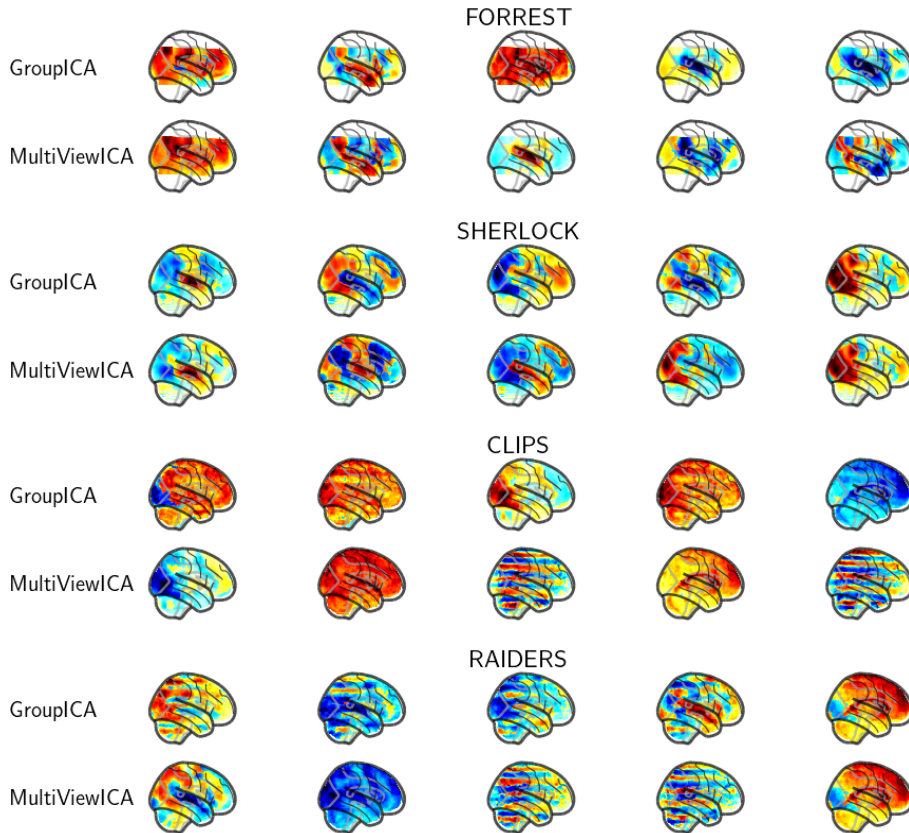 FORREST
GroupICA
MultiViewICA
SHERLOCK
GroupICA
MultiViewICA
CLIPS
GroupICA
MultiViewICA
RAIDERS
GroupICA
MultiViewICA